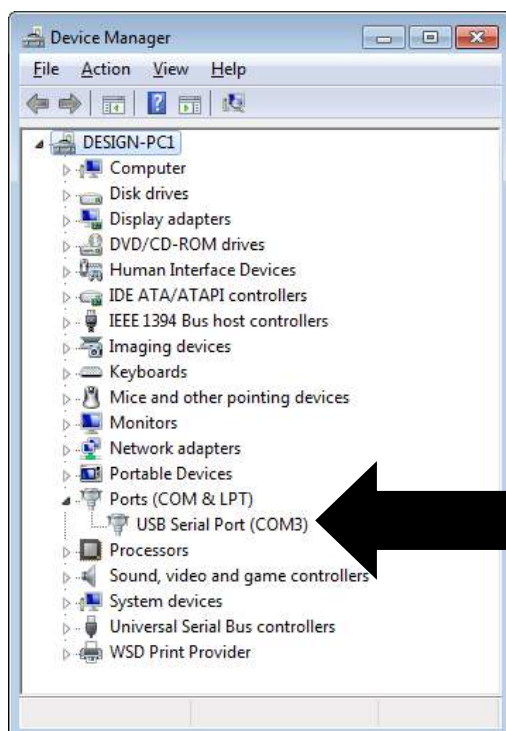 Device Manager
File Action View Help
DESIGN-PC1
Computer
Disk drives
Display adapters
DVD/CD-ROM drives
Human Interface Devices
IDE ATA/ATAPI controllers
IEEE 1394 Bus host controllers
Imaging devices
Keyboards
Mice and other pointing devices
Monitors
Network adapters
Portable Devices
Ports (COM & LPT)
USB Serial Port (COM3)
Processors
Sound, video and game controllers
System devices
Universal Serial Bus controllers
WSD Print Provider